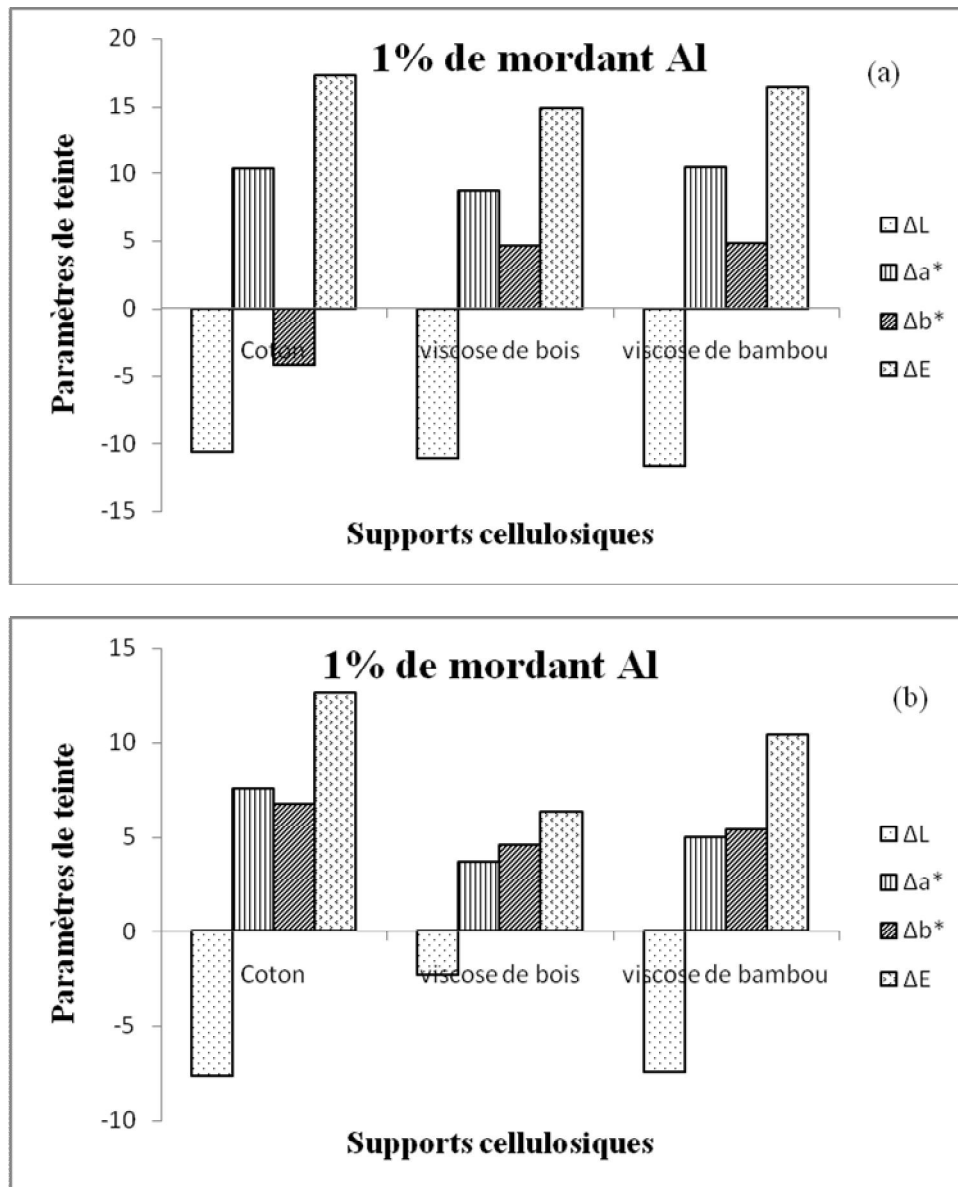 1% de mordant Al
(a)
Paramètres de teinte
20
15
10
5
0
-5
-10
-15
Coton
viscose de bois
viscose de bambou
Supports cellulosiques
ΔL
Δa*
Δb*
ΔE
1% de mordant Al
(b)
Paramètres de teinte
15
10
5
0
-5
-10
Coton
viscose de bois
viscose de bambou
Supports cellulosiques
ΔL
Δa*
Δb*
ΔE